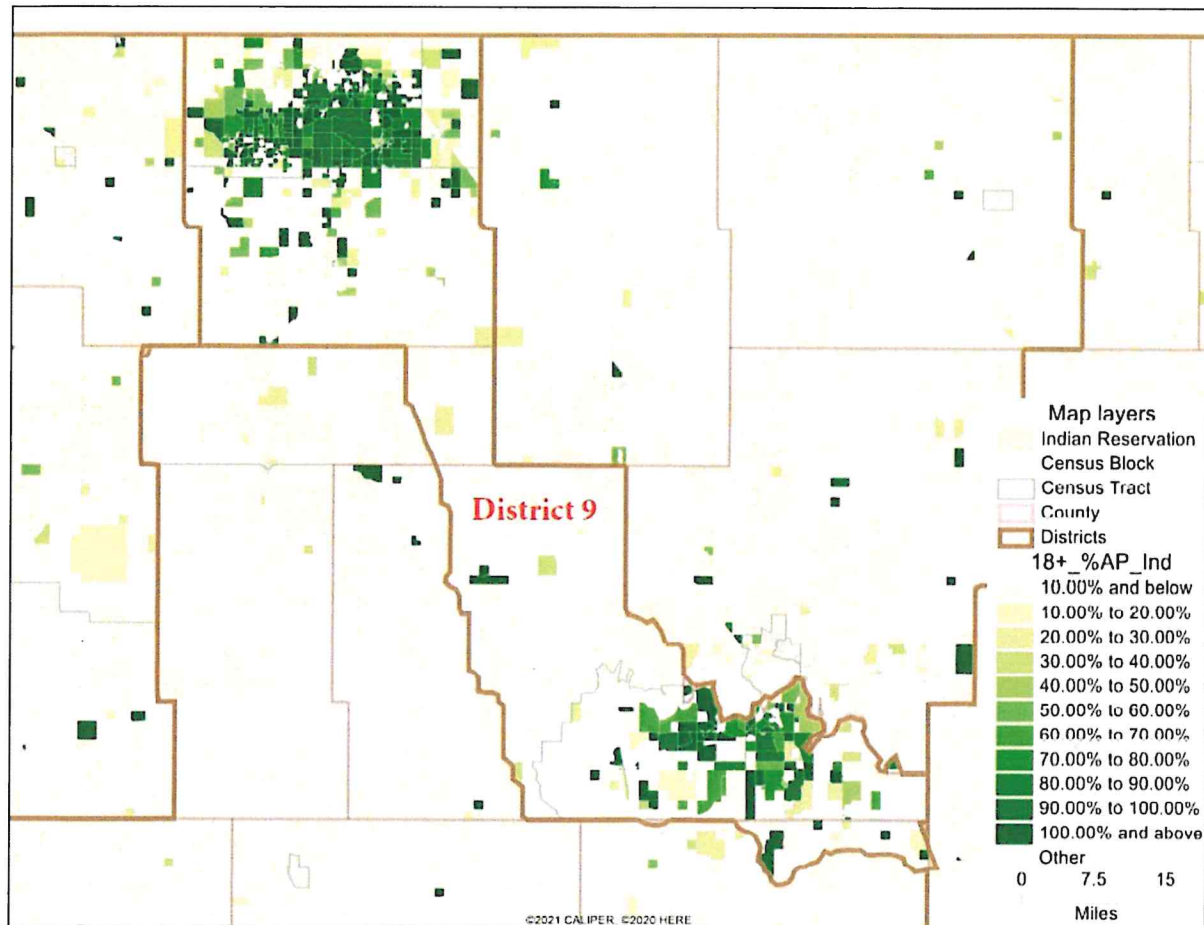 District 9
Map layers
Indian Reservation
Census Block
Census Tract
County
Districts
18+_%AP_Ind
10.00% and below
10.00% to 20.00%
20.00% to 30.00%
30.00% to 40.00%
40.00% to 50.00%
50.00% to 60.00%
60.00% to 70.00%
70.00% to 80.00%
80.00% to 90.00%
90.00% to 100.00%
100.00% and above
Other
0 7.5 15
Miles
©2021 CALIPER, ©2020 HERE